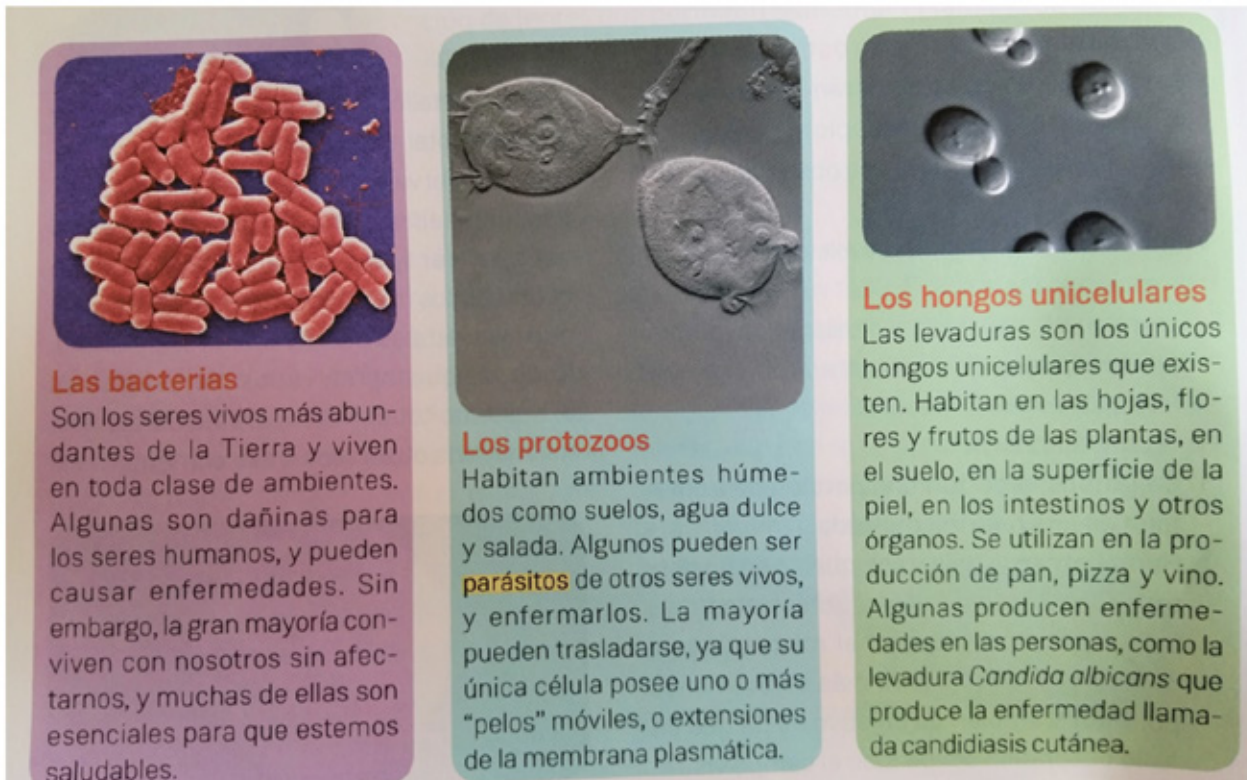 Las bacterias
Son los seres vivos más abun-
dantes de la Tierra y viven
en toda clase de ambientes.
Algunas son dañinas para
los seres humanos, y pueden
causar enfermedades. Sin
embargo, la gran mayoría con-
viven con nosotros sin afec-
tarnos, y muchas de ellas son
esenciales para que estemos
saludables.
Los protozoos
Habitan ambientes húme-
dos como suelos, agua dulce
y salada. Algunos pueden ser
parásitos de otros seres vivos,
y enfermarlos. La mayoría
pueden trasladarse, ya que su
única célula posee uno o más
“pelos” móviles, o extensiones
de la membrana plasmática.
Los hongos unicelulares
Las levaduras son los únicos
hongos unicelulares que exis-
ten. Habitan en las hojas, flo-
res y frutos de las plantas, en
el suelo, en la superficie de la
piel, en los intestinos y otros
órganos. Se utilizan en la pro-
ducción de pan, pizza y vino.
Algunas producen enferme-
dades en las personas, como la
levadura Candida albicans que
produce la enfermedad llama-
da candidiasis cutánea.